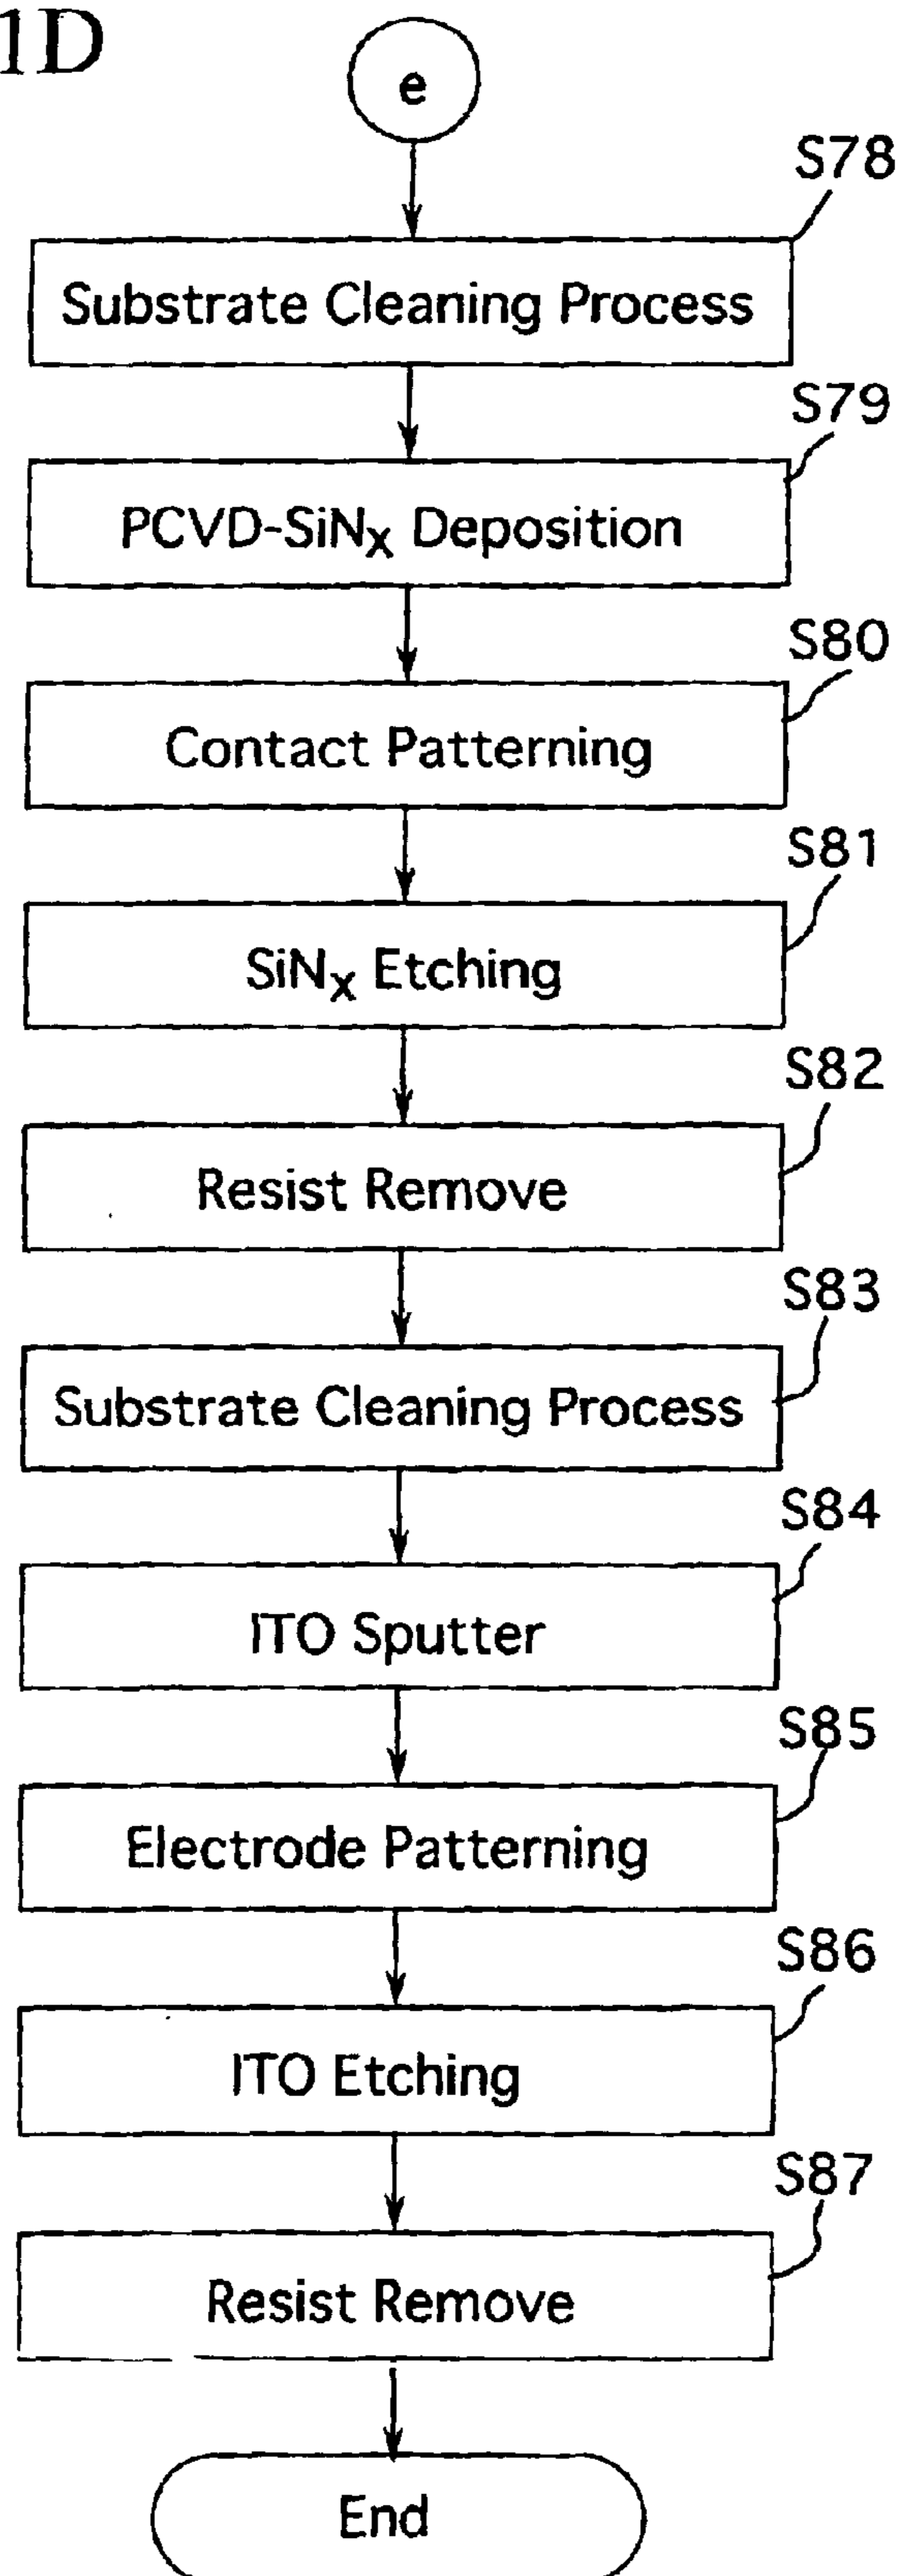 1D
e
S78
Substrate Cleaning Process
S79
PCVD-SiNx Deposition
S80
Contact Patterning
S81
SiNx Etching
S82
Resist Remove
S83
Substrate Cleaning Process
S84
ITO Sputter
S85
Electrode Patterning
S86
ITO Etching
S87
Resist Remove
End